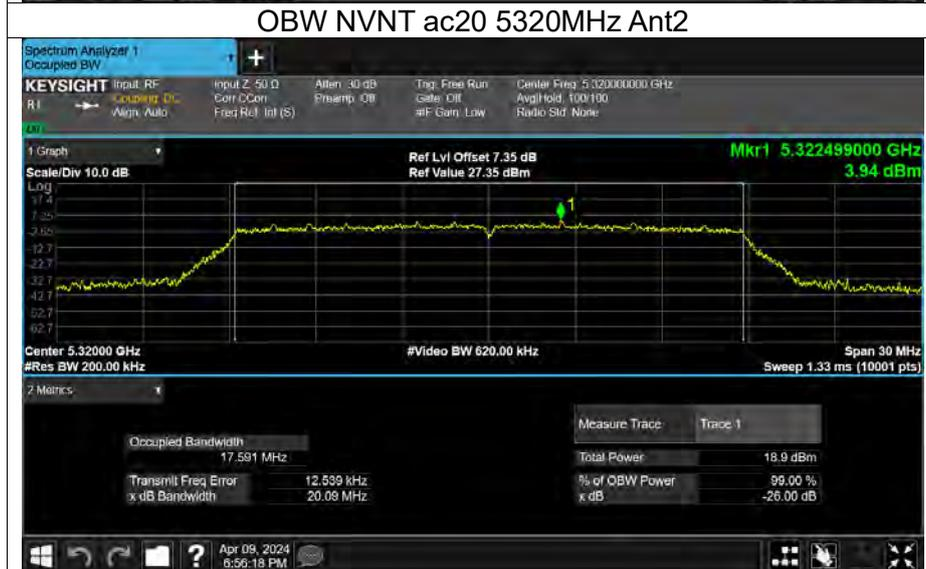 OBW NVNT ac20 5320MHz Ant2
Spectrum Analyzer 1
Occupied BW
KEYSIGHT Input: RF Input Z: 50 Ω Atten: 30 dB Trig: Free Run Center Freq: 5.320000000 GHz
Coupling: DC Corr CCorr Preamp: Off Gate: Off Avg|Hold: 100/100
Align: Auto Freq Ref: Int (S) #IF Gain: Low Radio Std: None
1 Graph
Ref Lvl Offset 7.35 dB
Mkr1 5.322499000 GHz
Scale/Div 10.0 dB
Ref Value 27.35 dBm
3.94 dBm
Log
17.4
7.35
-2.65
-12.7
-22.7
-32.7
-42.7
-52.7
-62.7
1
Center 5.32000 GHz #Video BW 620.00 kHz Span 30 MHz
#Res BW 200.00 kHz Sweep 1.33 ms (10001 pts)
2 Metrics
Measure Trace Trace 1
Occupied Bandwidth
17.591 MHz Total Power 18.9 dBm
Transmit Freq Error 12.539 kHz % of OBW Power 99.00 %
x dB Bandwidth 20.09 MHz x dB -26.00 dB
? Apr 09, 2024
6:56:18 PM